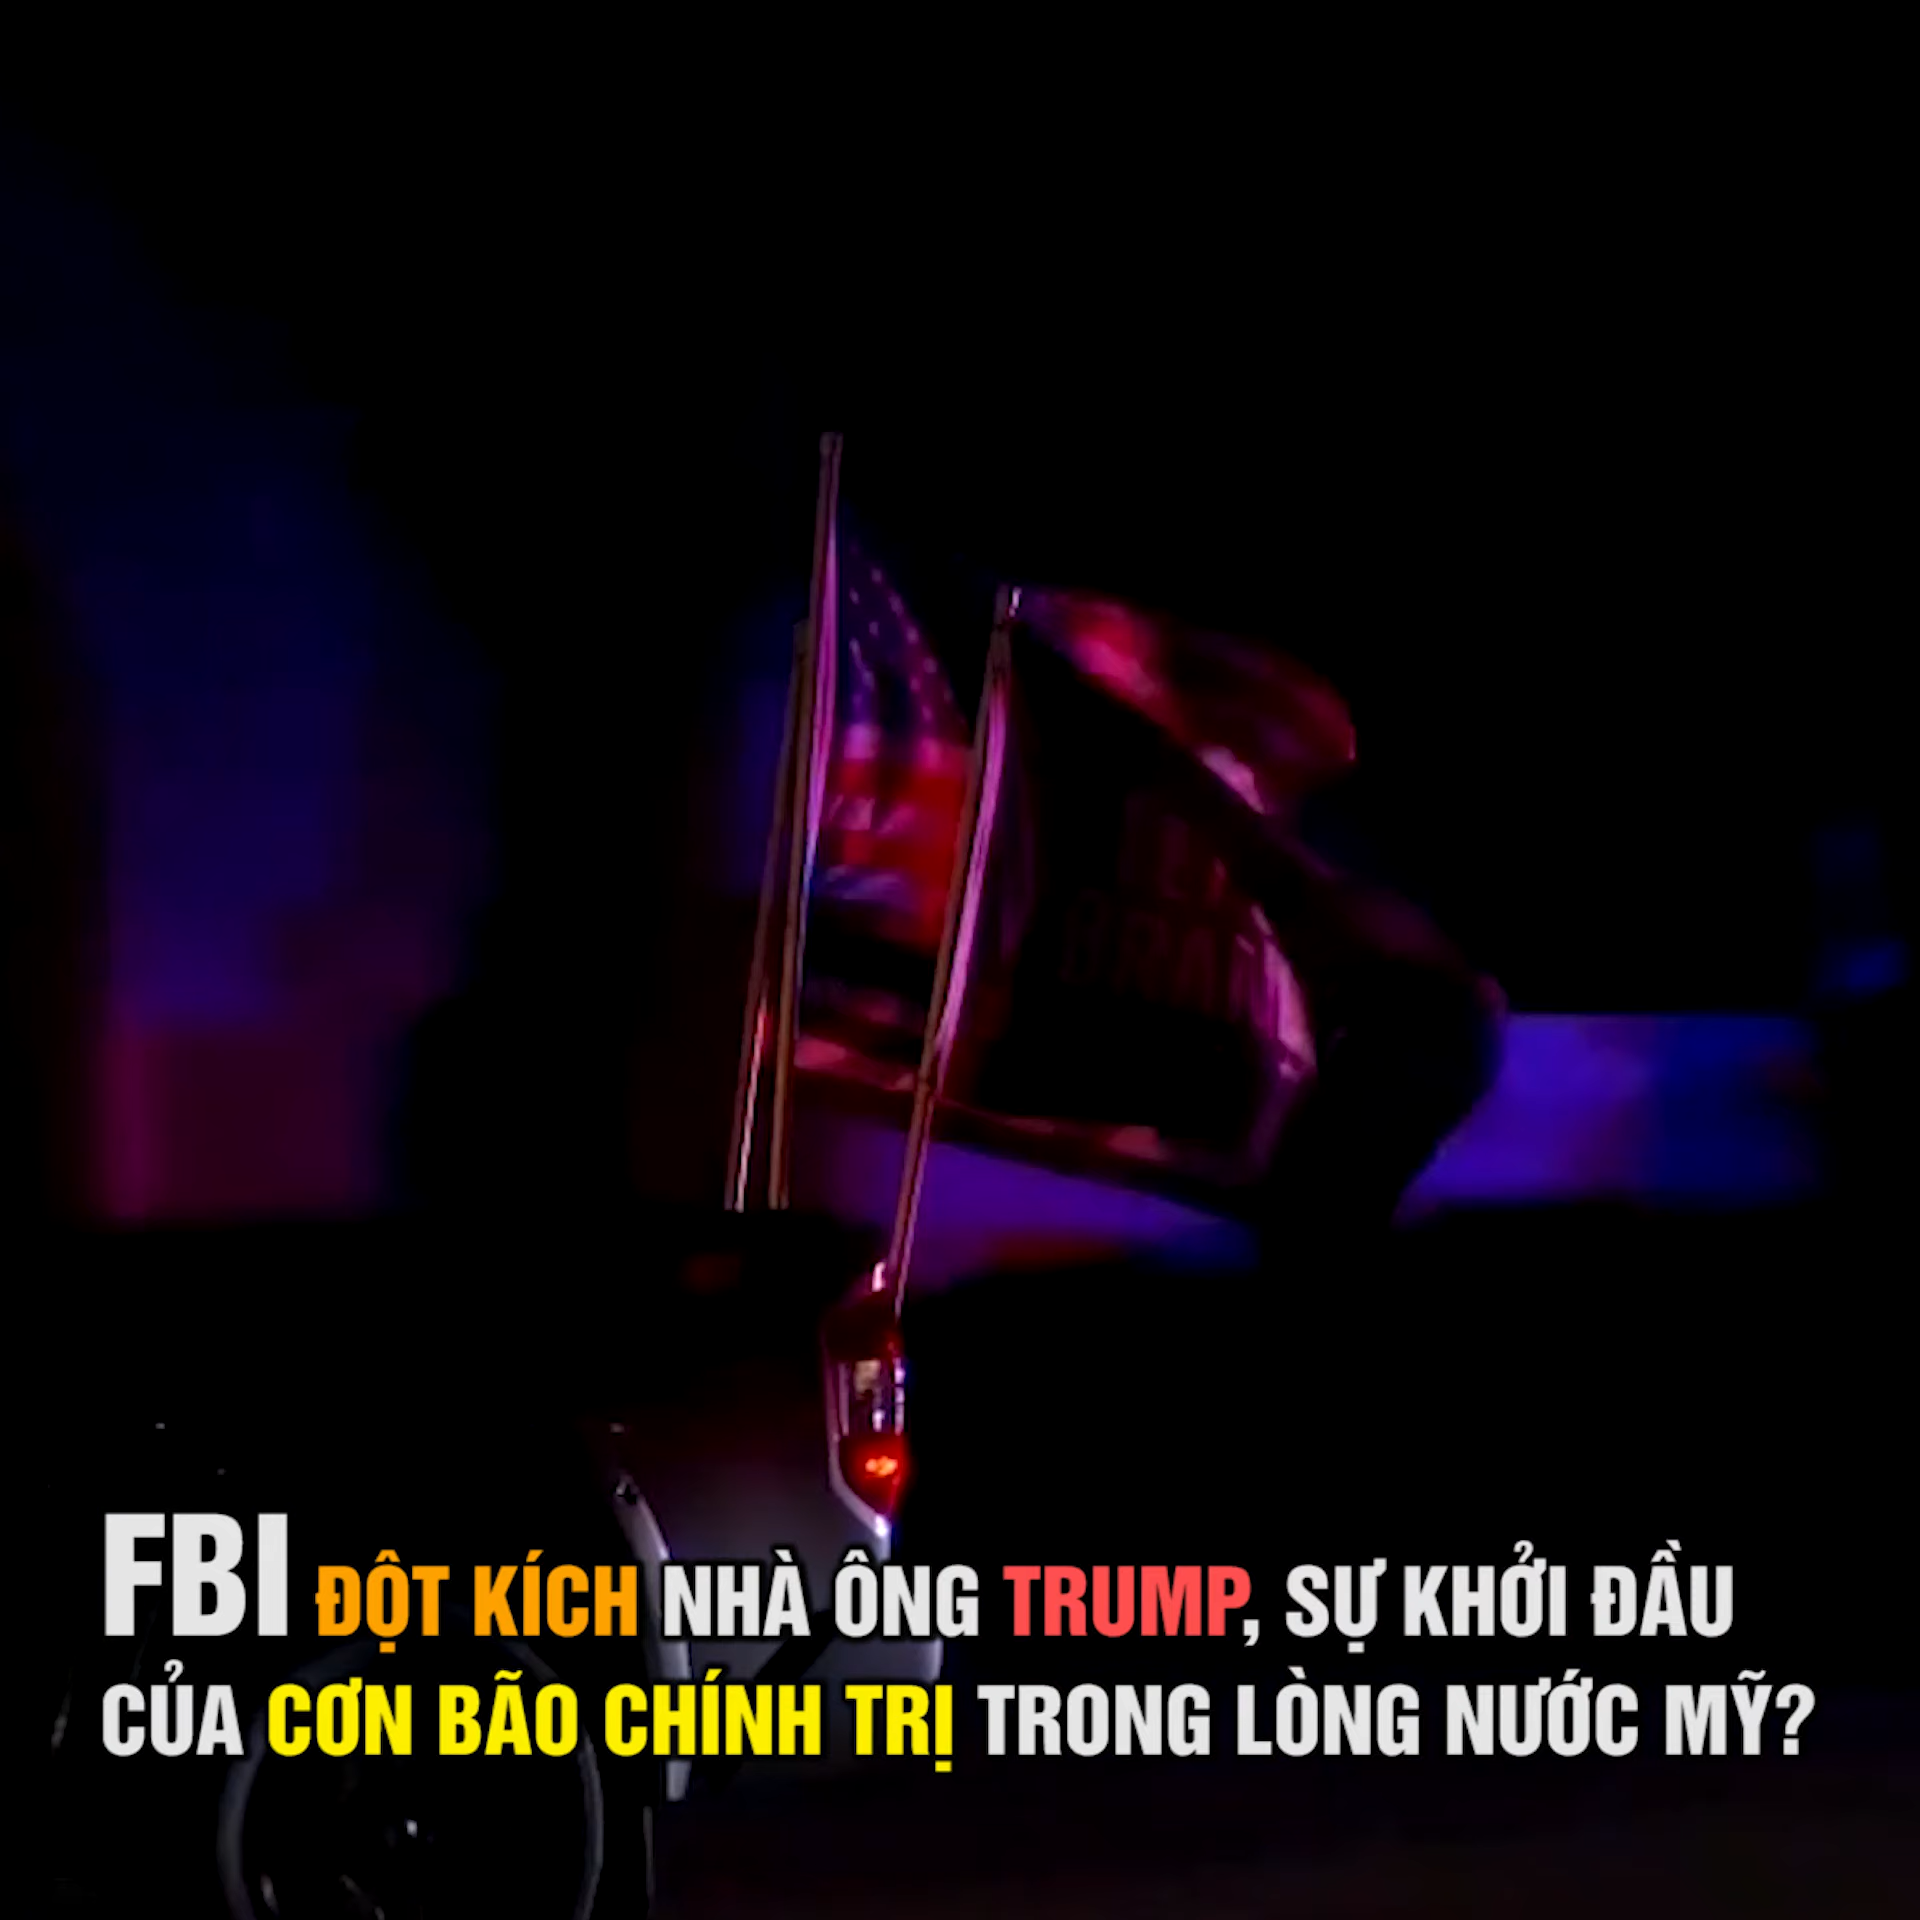 FBI ĐỘT KÍCH NHÀ ÔNG TRUMP, SỰ KHỞI ĐẦU
CỦA CƠN BÃO CHÍNH TRỊ TRONG LÒNG NƯỚC MỸ?